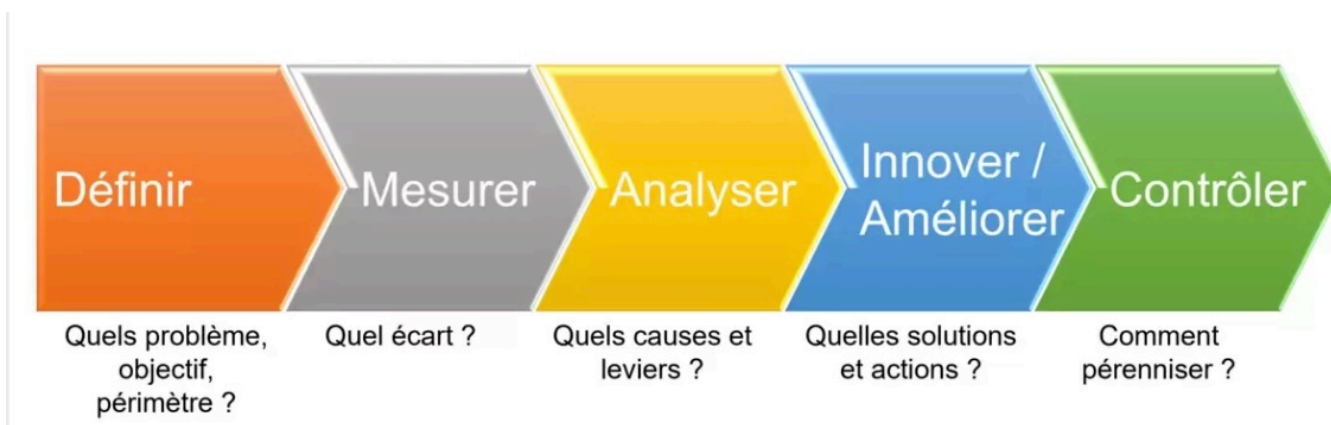 Définir
Mesurer
Analyser
Innover /
Améliorer
Contrôler
Quels problème,
objectif,
périmètre ?
Quel écart ?
Quels causes et
leviers ?
Quelles solutions
et actions ?
Comment
pérenniser ?